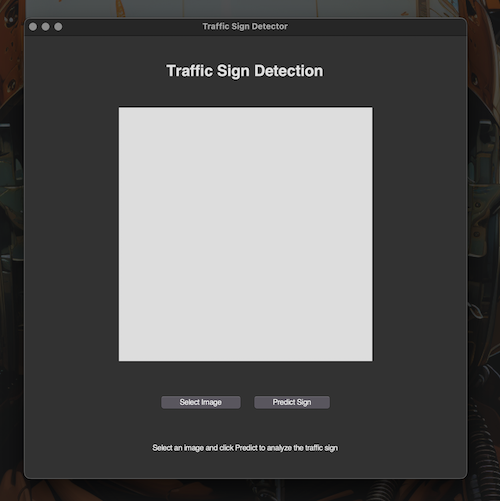 Traffic Sign Detector
Traffic Sign Detection
Select Image Predict Sign
Select an image and click Predict to analyze the traffic sign